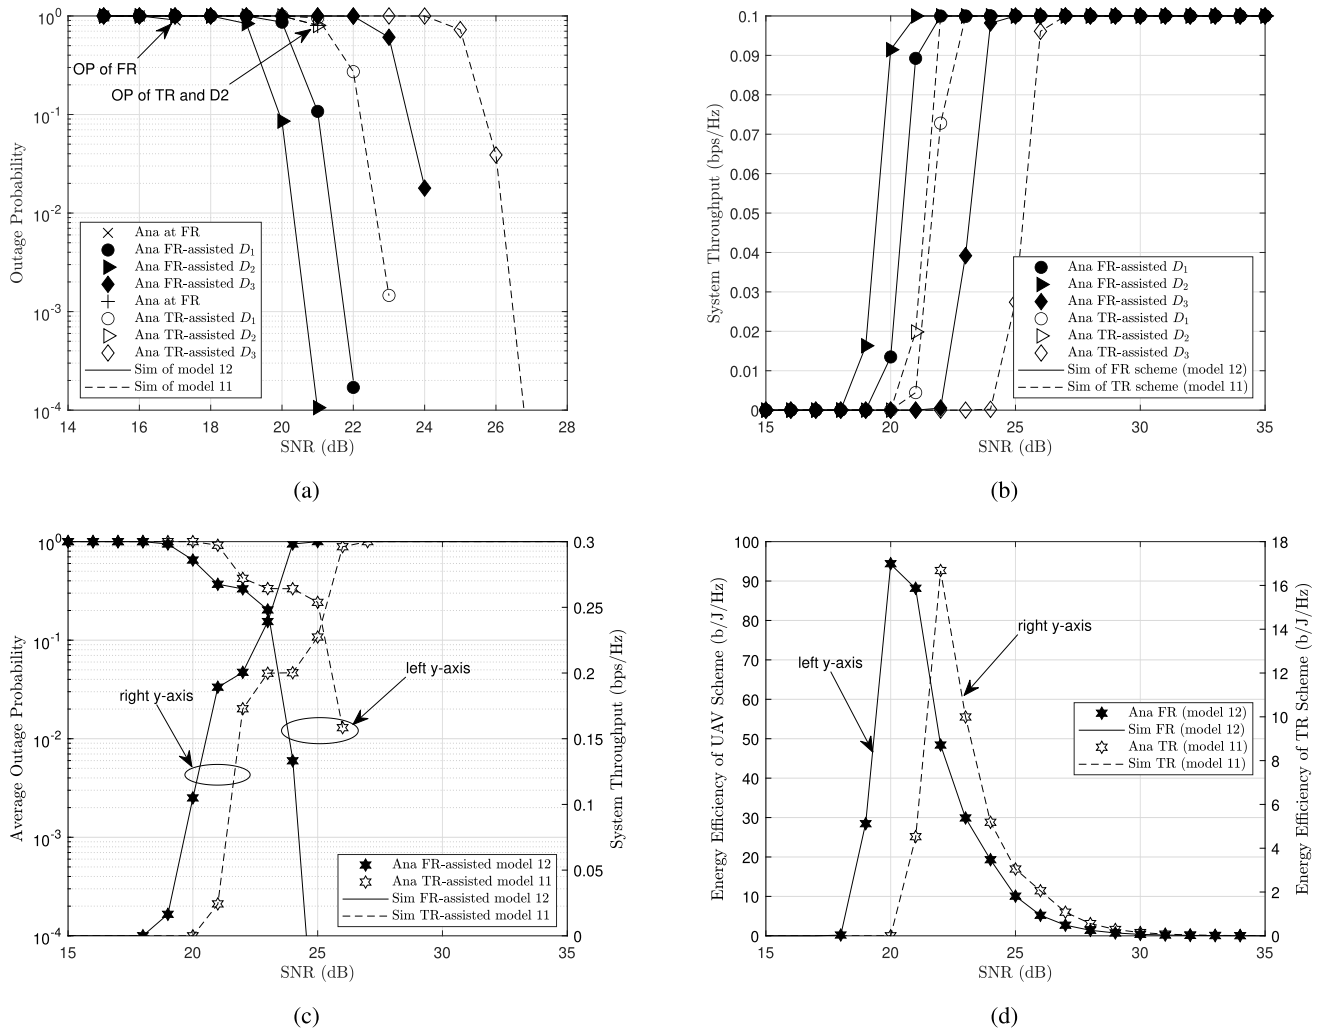 10^0
10^-1
10^-2
10^-3
10^-4
Outage Probability
OP of FR
OP of TR and D2
Ana at FR
Ana FR-assisted D_1
Ana FR-assisted D_2
Ana FR-assisted D_3
Ana at FR
Ana TR-assisted D_1
Ana TR-assisted D_2
Ana TR-assisted D_3
Sim of model 12
Sim of model 11
14 16 18 20 22 24 26 28
SNR (dB)
(a)
0.1
0.09
0.08
0.07
0.06
0.05
0.04
0.03
0.02
0.01
0
System Throughput (bps/Hz)
Ana FR-assisted D_1
Ana FR-assisted D_2
Ana FR-assisted D_3
Ana TR-assisted D_1
Ana TR-assisted D_2
Ana TR-assisted D_3
Sim of FR scheme (model 12)
Sim of TR scheme (model 11)
15 20 25 30 35
SNR (dB)
(b)
10^0
10^-1
10^-2
10^-3
10^-4
Average Outage Probability
right y-axis
left y-axis
Ana FR-assisted model 12
Ana TR-assisted model 11
Sim FR-assisted model 12
Sim TR-assisted model 11
0.3
0.25
0.2
0.15
0.1
0.05
0
System Throughput (bps/Hz)
15 20 25 30 35
SNR (dB)
(c)
100
90
80
70
60
50
40
30
20
10
0
Energy Efficiency of UAV Scheme (b/J/Hz)
left y-axis
right y-axis
Ana FR (model 12)
Sim FR (model 12)
Ana TR (model 11)
Sim TR (model 11)
18
16
14
12
10
8
6
4
2
0
Energy Efficiency of TR Scheme (b/J/Hz)
15 20 25 30 35
SNR (dB)
(d)